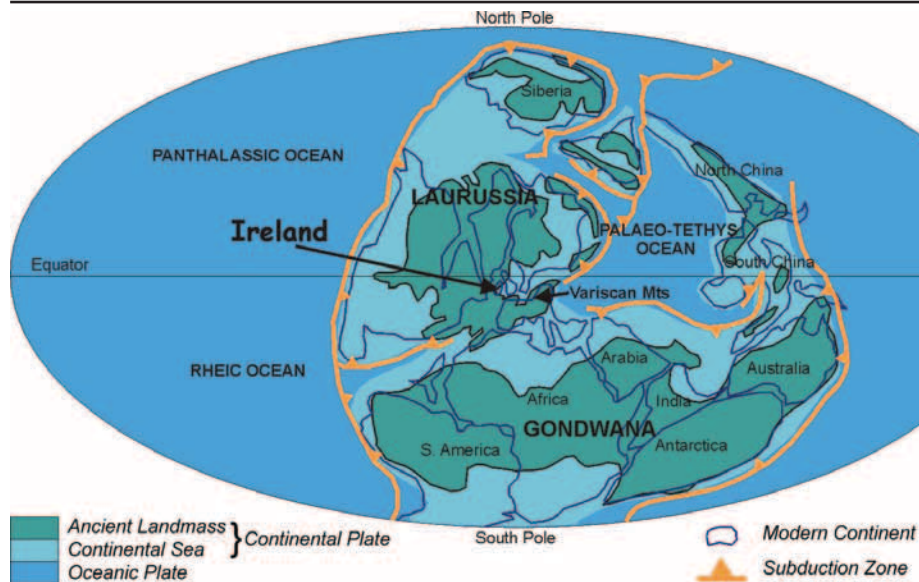 North Pole
Siberia
PANTHALASSIC OCEAN
North China
LAURUSSIA
Ireland
PALAEO-TETHYS
OCEAN
Equator
South China
Variscan Mts
RHEIC OCEAN
Arabia
Australia
Africa
India
GONDWANA
S. America
Antarctica
South Pole
Ancient Landmass
Continental Sea
Continental Plate
Oceanic Plate
Modern Continent
Subduction Zone